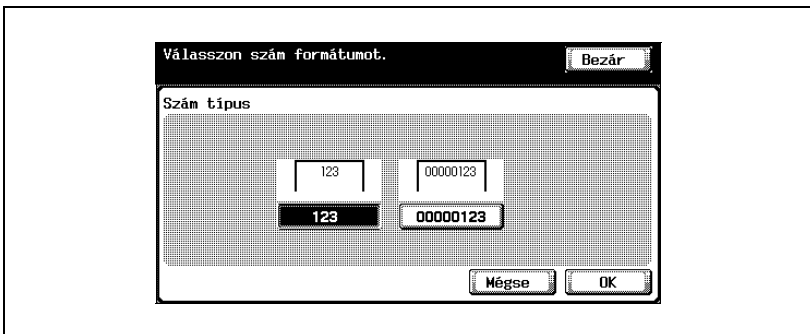 Válasszon szám formátumot.
Bezár
Szám típus
123 00000123
123 00000123
Mégse OK